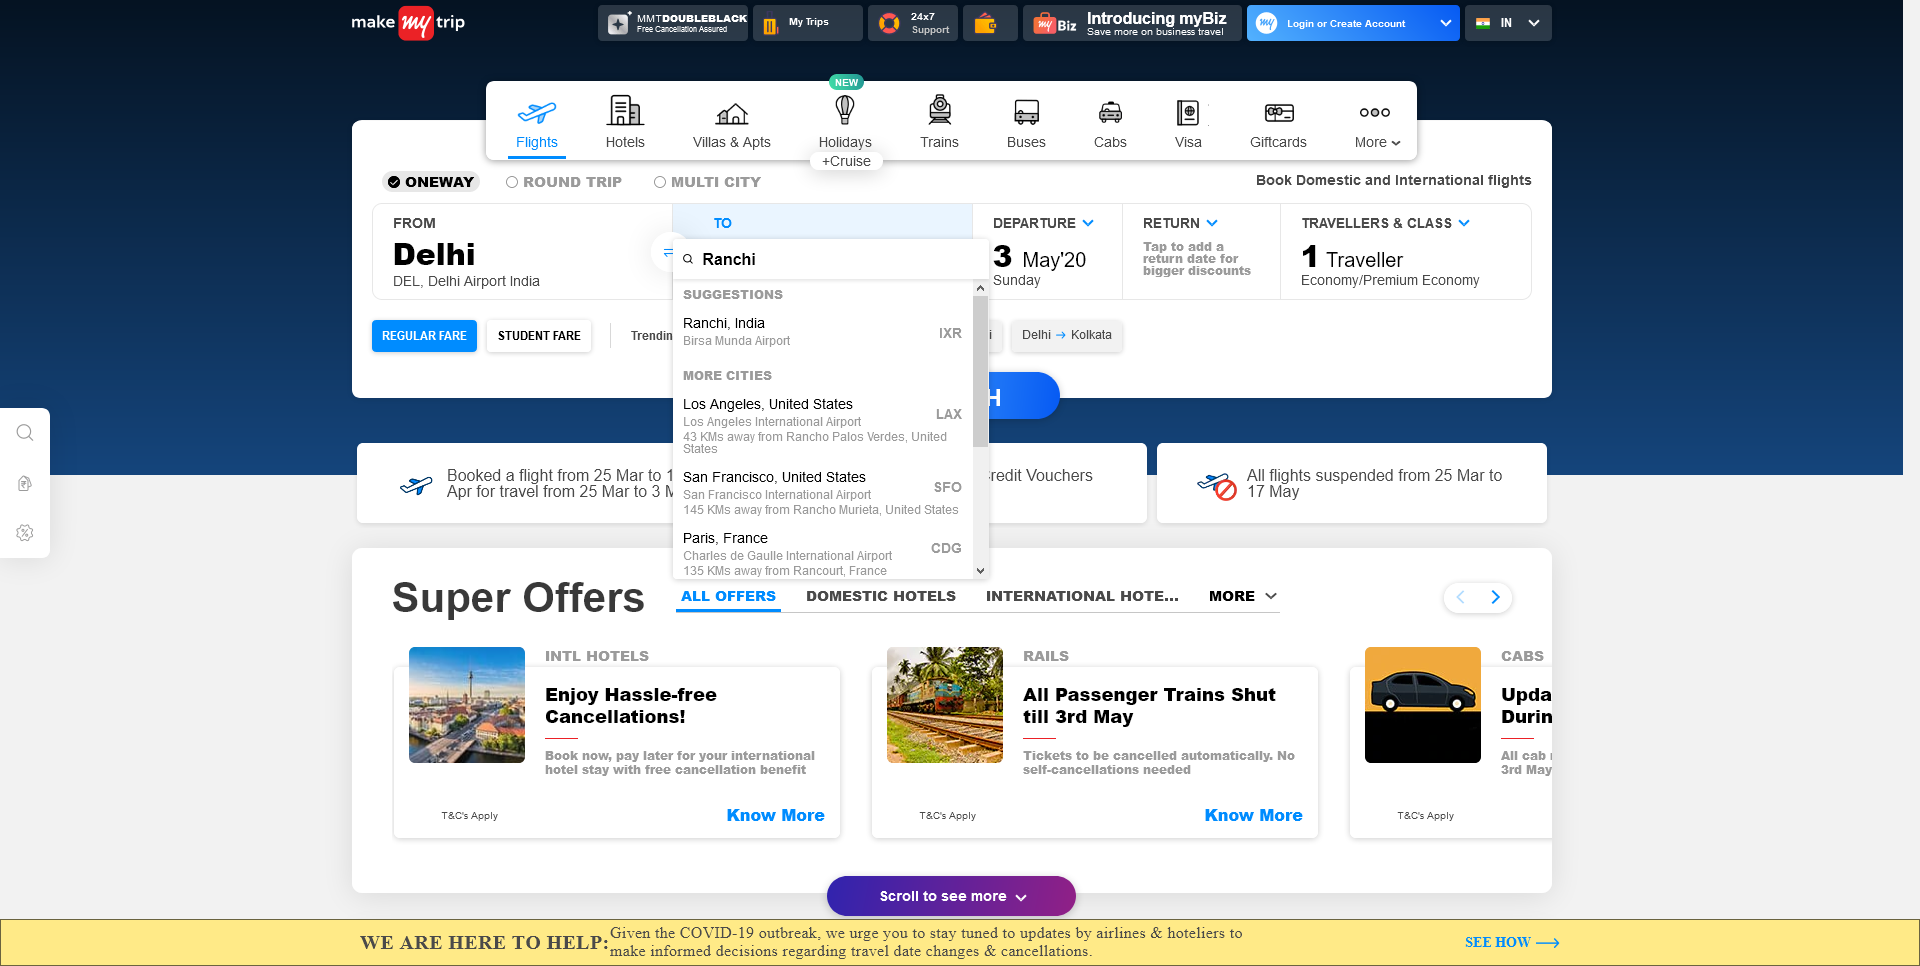 make my trip
MMTDOUBLEBLACK
Free Cancellation Assured
My Trips
24x7
Support
my Biz
Introducing myBiz
Save more on business travel
my
Login or Create Account
IN
NEW
Flights
Hotels
Villas & Apts
Holidays
+Cruise
Trains
Buses
Cabs
Visa
Giftcards
More
ONEWAY
ROUND TRIP
MULTI CITY
Book Domestic and International flights
FROM
Delhi
DEL, Delhi Airport India
TO
Ranchi
DEPARTURE
3 May'20
Sunday
RETURN
Tap to add a
return date for
bigger discounts
TRAVELLERS & CLASS
1 Traveller
Economy/Premium Economy
SUGGESTIONS
Ranchi, India
Birsa Munda Airport
IXR
MORE CITIES
Los Angeles, United States
Los Angeles International Airport
43 KMs away from Rancho Palos Verdes, United
States
LAX
San Francisco, United States
San Francisco International Airport
145 KMs away from Rancho Murieta, United States
SFO
Paris, France
Charles de Gaulle International Airport
135 KMs away from Rancourt, France
CDG
REGULAR FARE
STUDENT FARE
Trendin
i
Delhi → Kolkata
H
Booked a flight from 25 Mar to 1
Apr for travel from 25 Mar to 3 M
redit Vouchers
All flights suspended from 25 Mar to
17 May
Super Offers
ALL OFFERS
DOMESTIC HOTELS
INTERNATIONAL HOTE...
MORE
INTL HOTELS
Enjoy Hassle-free
Cancellations!
Book now, pay later for your international
hotel stay with free cancellation benefit
T&C's Apply
Know More
RAILS
All Passenger Trains Shut
till 3rd May
Tickets to be cancelled automatically. No
self-cancellations needed
T&C's Apply
Know More
CABS
Upda
Durin
All cab
3rd May
T&C's Apply
Scroll to see more
WE ARE HERE TO HELP:
Given the COVID-19 outbreak, we urge you to stay tuned to updates by airlines & hoteliers to
make informed decisions regarding travel date changes & cancellations.
SEE HOW